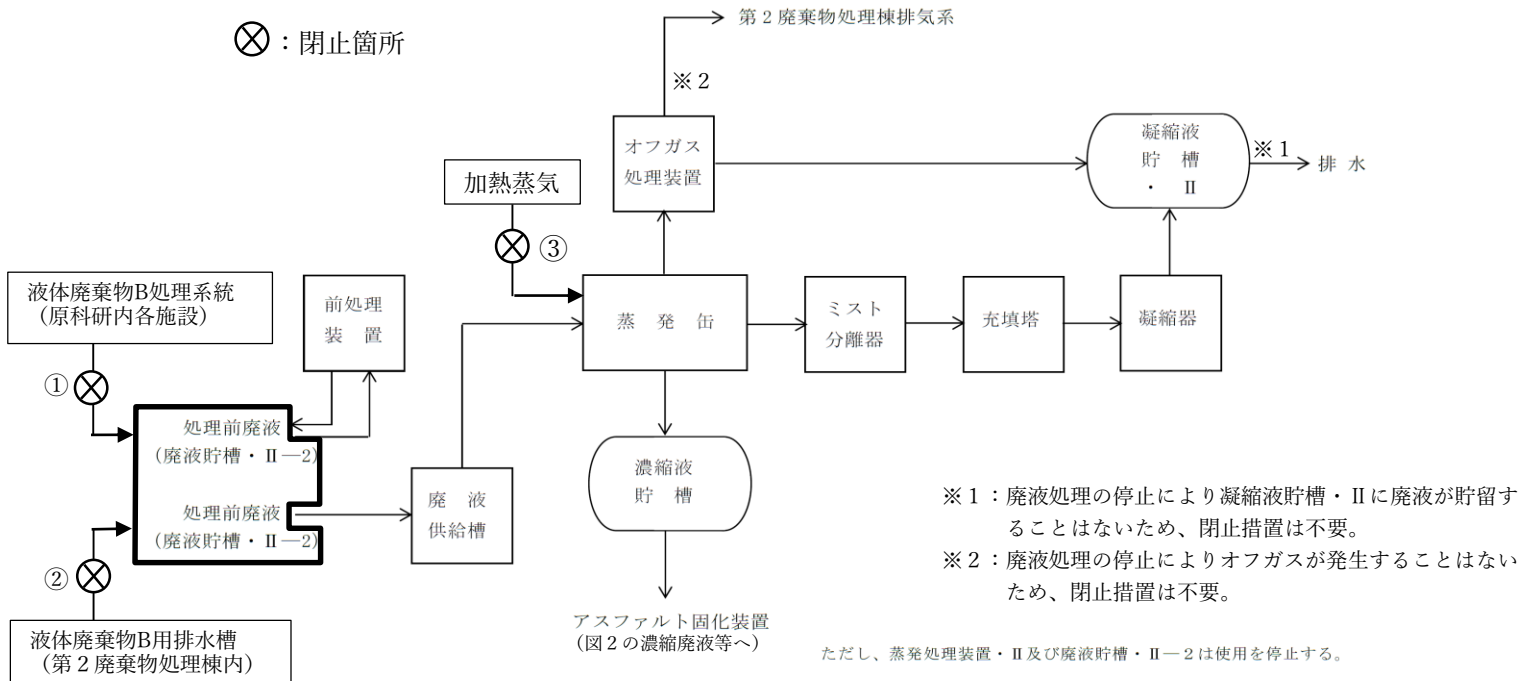 ：閉止箇所
第2廃棄物処理棟排気系
※2
オフガス
処理装置
凝縮液
貯槽
・ Ⅱ
※1
排水
加熱蒸気
③
液体廃棄物B処理系統
（原科研内各施設）
前処理
装置
蒸発缶
ミスト
分離器
充填塔
凝縮器
①
処理前廃液
(廃液貯槽・Ⅱ—2)
処理前廃液
(廃液貯槽・Ⅱ—2)
廃液
供給槽
濃縮液
貯槽
②
液体廃棄物B用排水槽
（第2廃棄物処理棟内）
アスファルト固化装置
（図2の濃縮廃液等へ）
※1：廃液処理の停止により凝縮液貯槽・Ⅱに廃液が貯留す
ることはないため、閉止措置は不要。
※2：廃液処理の停止によりオフガスが発生することはない
ため、閉止措置は不要。
ただし、蒸発処理装置・Ⅱ及び廃液貯槽・Ⅱ—2は使用を停止する。